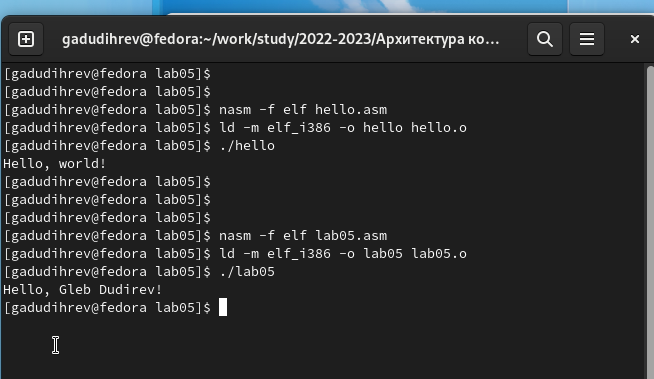 gadudihrev@fedora:~/work/study/2022-2023/Архитектура ко...
[gadudihrev@fedora lab05]$
[gadudihrev@fedora lab05]$
[gadudihrev@fedora lab05]$ nasm -f elf hello.asm
[gadudihrev@fedora lab05]$ ld -m elf_i386 -o hello hello.o
[gadudihrev@fedora lab05]$ ./hello
Hello, world!
[gadudihrev@fedora lab05]$
[gadudihrev@fedora lab05]$
[gadudihrev@fedora lab05]$
[gadudihrev@fedora lab05]$ nasm -f elf lab05.asm
[gadudihrev@fedora lab05]$ ld -m elf_i386 -o lab05 lab05.o
[gadudihrev@fedora lab05]$ ./lab05
Hello, Gleb Dudirev!
[gadudihrev@fedora lab05]$